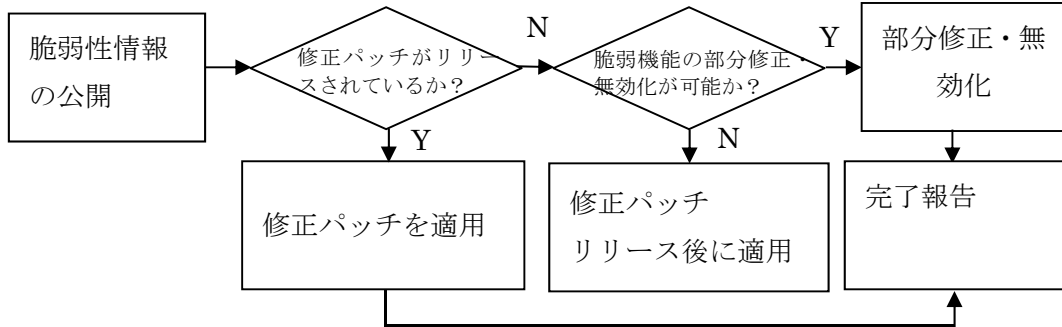 脆弱性情報
の公開
修正パッチがリリー
スされているか？
N
脆弱機能の部分修正・
無効化が可能か？
Y
部分修正・無
効化
Y
N
修正パッチを適用
修正パッチ
リリース後に適用
完了報告